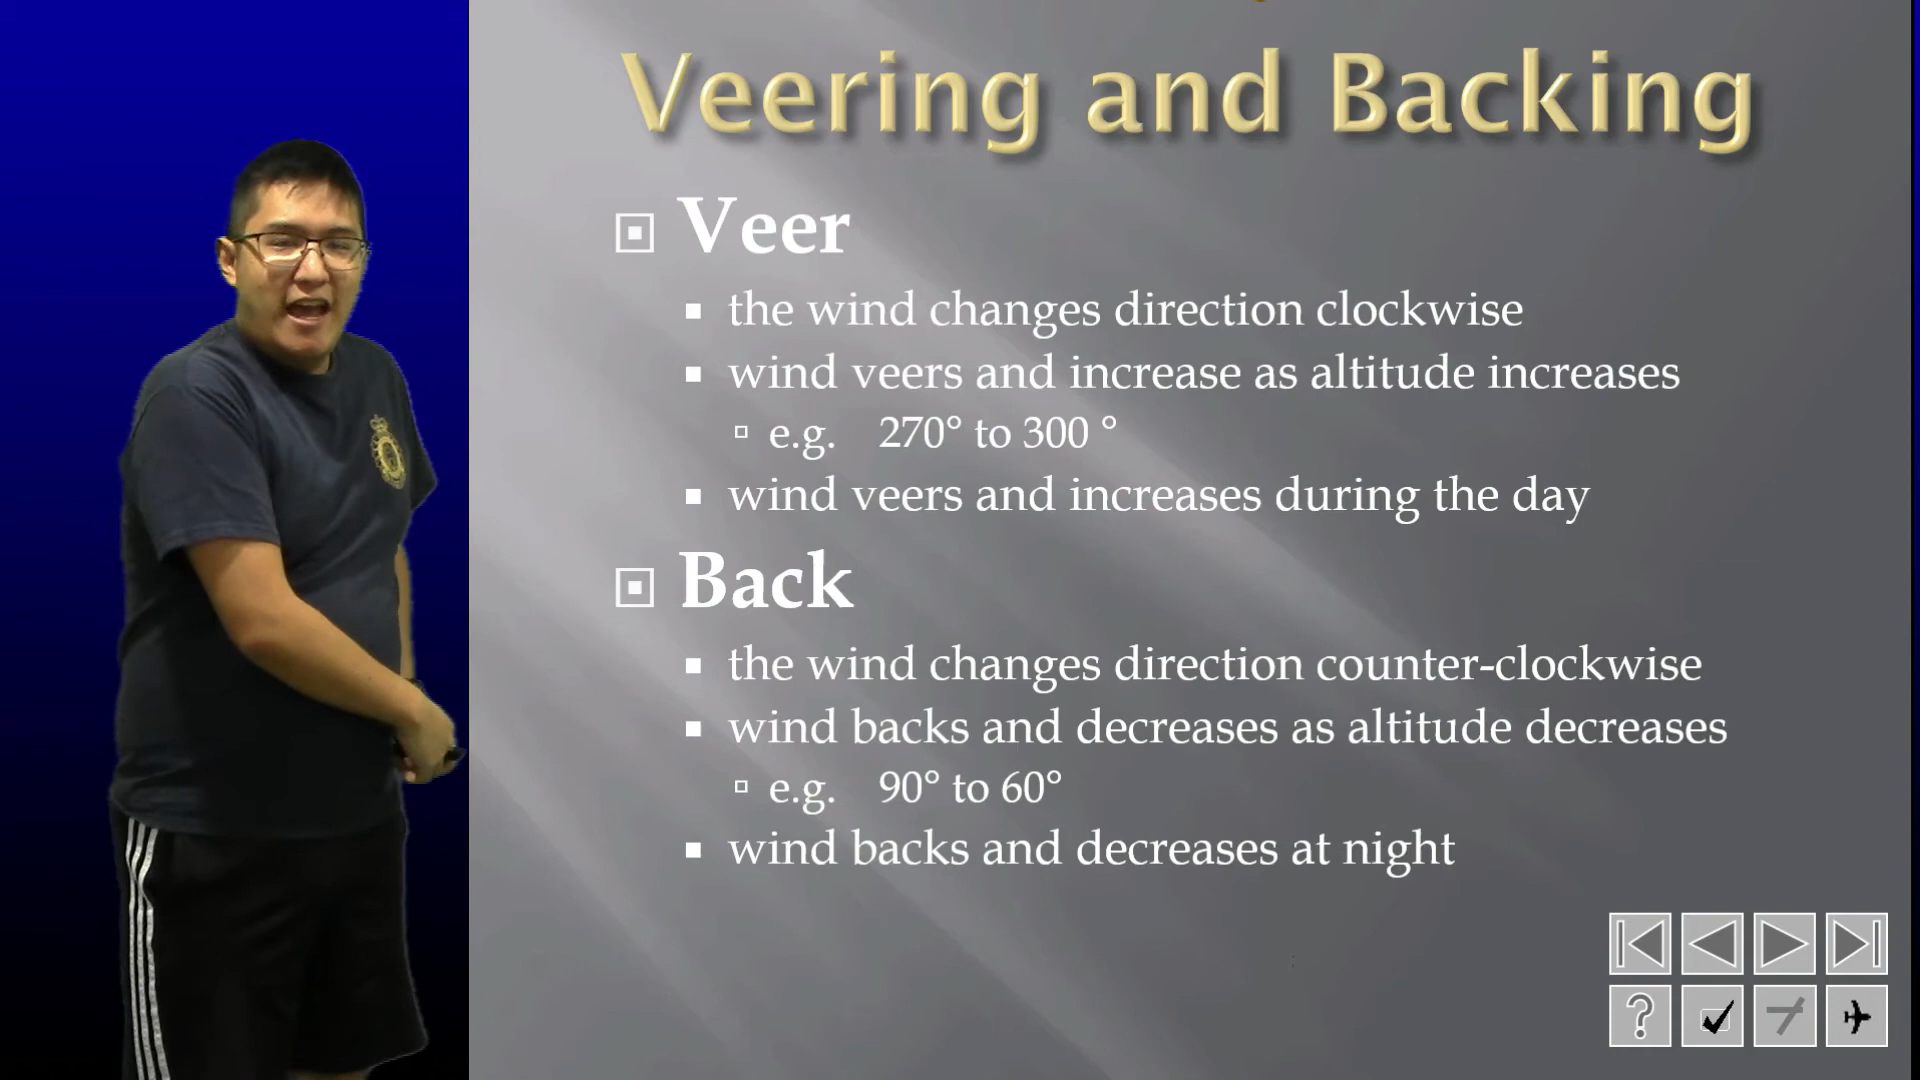 Veering and Backing
Veer
the wind changes direction clockwise
wind veers and increase as altitude increases
e.g. 270° to 300 °
wind veers and increases during the day
Back
the wind changes direction counter-clockwise
wind backs and decreases as altitude decreases
e.g. 90° to 60°
wind backs and decreases at night
?